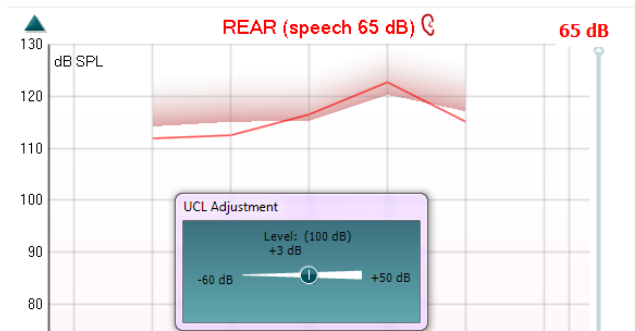 REAR (speech 65 dB)
65 dB
130
dB SPL
120
110
100
90
80
UCL Adjustment
Level: (100 dB)
+3 dB
-60 dB
+50 dB